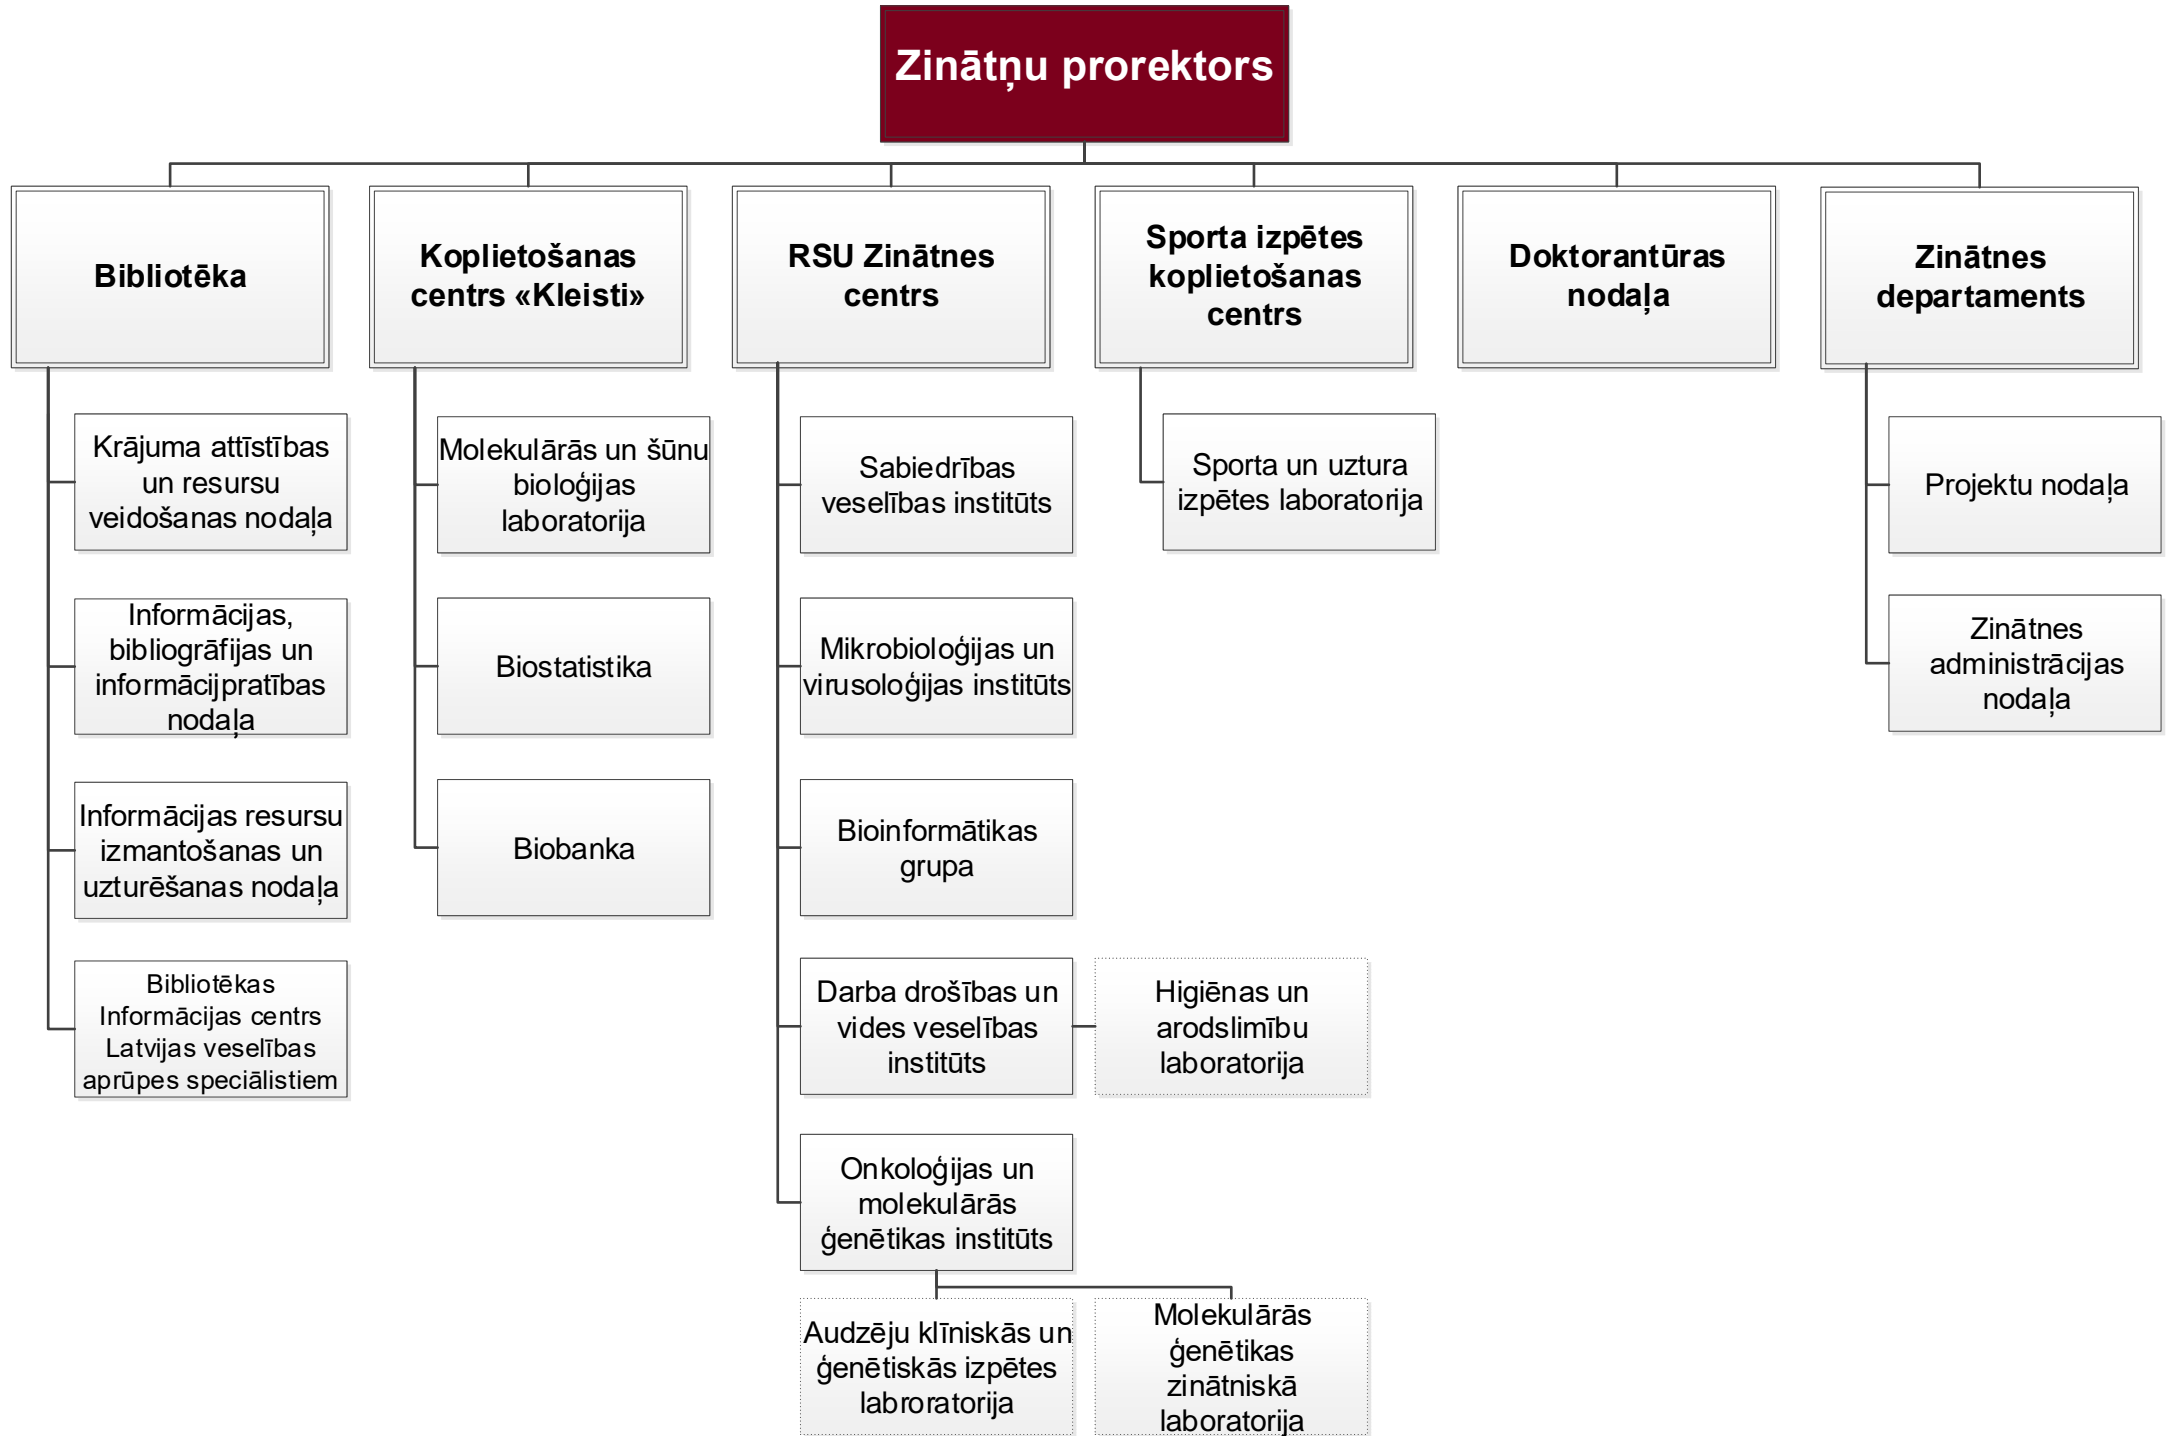 Zinātņu prorektors
Bibliotēka
Koplietošanas
centrs «Kleisti»
RSU Zinātnes
centrs
Sporta izpētes
koplietošanas
centrs
Doktorantūras
nodaļa
Zinātnes
departaments
Krājuma attīstības
un resursu
veidošanas nodaļa
Informācijas,
bibliogrāfijas un
informācijpratības
nodaļa
Informācijas resursu
izmantošanas un
uzturēšanas nodaļa
Bibliotēkas
Informācijas centrs
Latvijas veselības
aprūpes speciālistiem
Molekulārās un šūnu
bioloģijas
laboratorija
Biostatistika
Biobanka
Sabiedrības
veselības institūts
Mikrobioloģijas un
virusoloģijas institūts
Bioinformātikas
grupa
Darba drošības un
vides veselības
institūts
Higiēnas un
arodslimību
laboratorija
Onkoloģijas un
molekulārās
ģenētikas institūts
Audzēju klīniskās un
ģenētiskās izpētes
labroratorija
Molekulārās
ģenētikas
zinātniskā
laboratorija
Sporta un uztura
izpētes laboratorija
Projektu nodaļa
Zinātnes
administrācijas
nodaļa